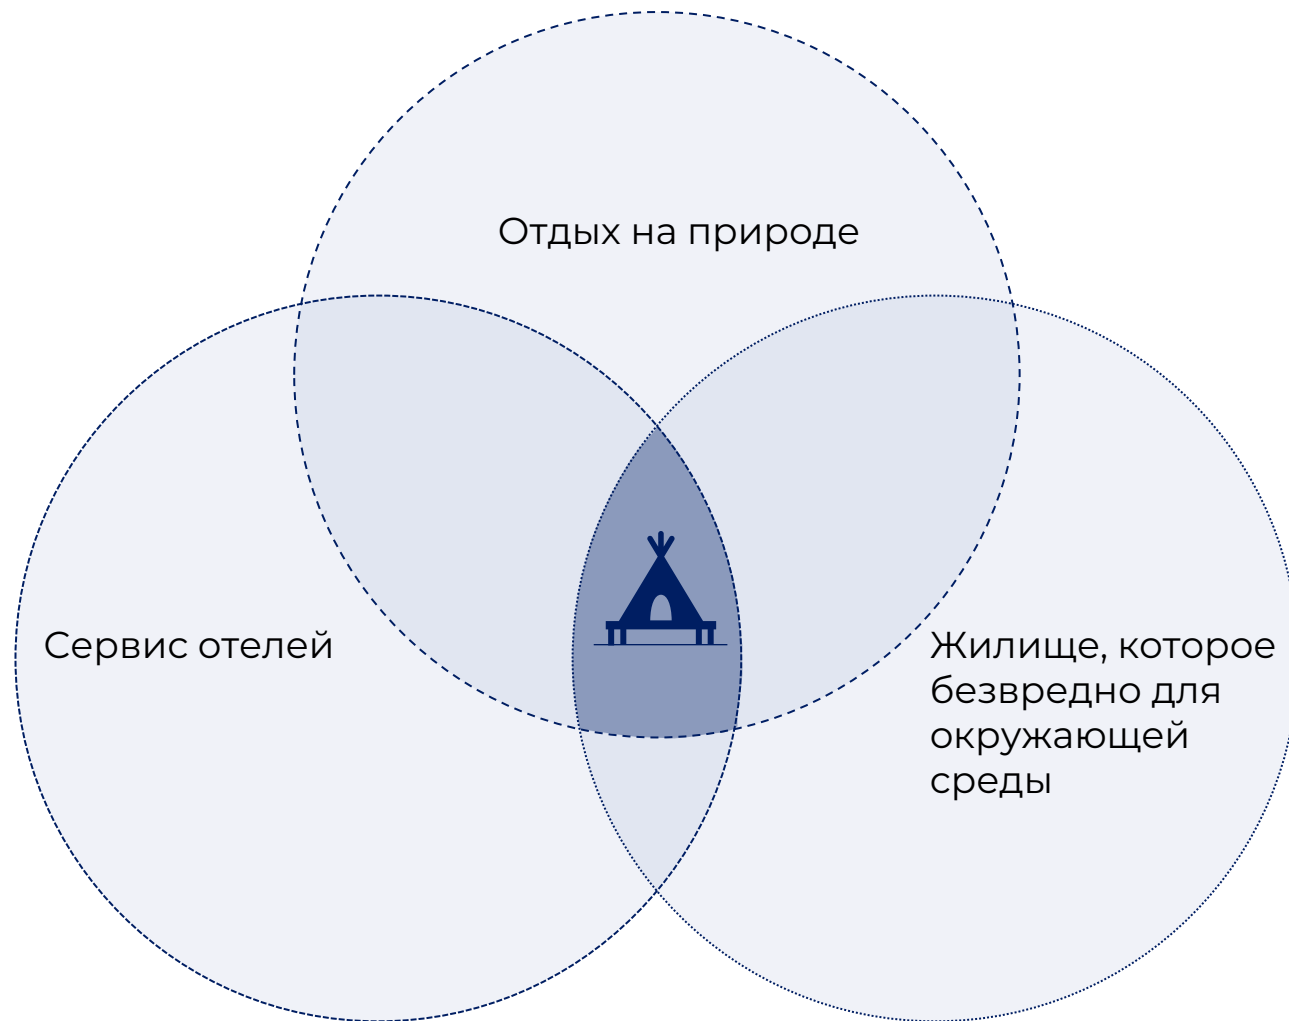 Отдых на природе
Сервис отелей
Жилище, которое
безвредно для
окружающей
среды